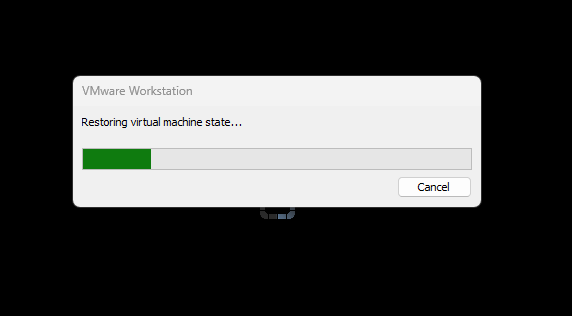 VMware Workstation
Restoring virtual machine state...
Cancel